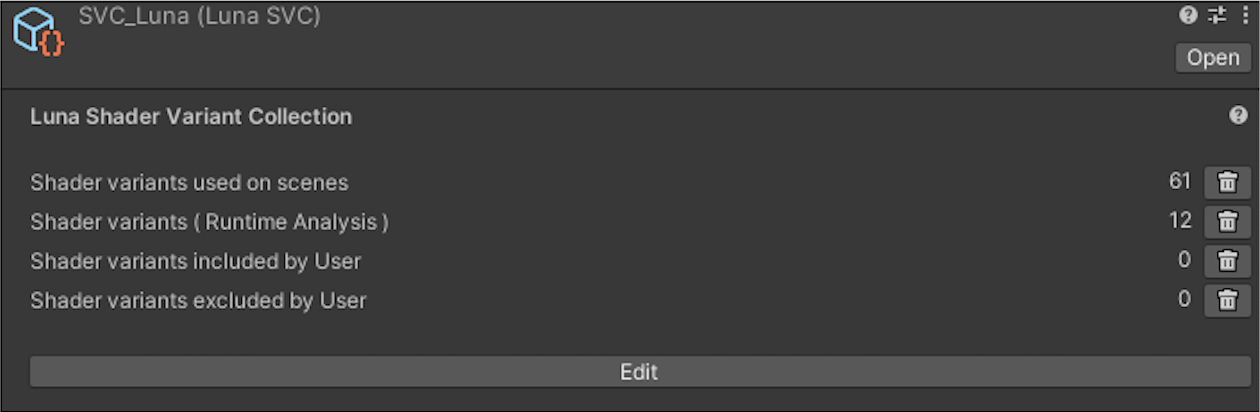 SVC_Luna (Luna SVC)
Open
Luna Shader Variant Collection
Shader variants used on scenes 61
Shader variants ( Runtime Analysis ) 12
Shader variants included by User 0
Shader variants excluded by User 0
Edit